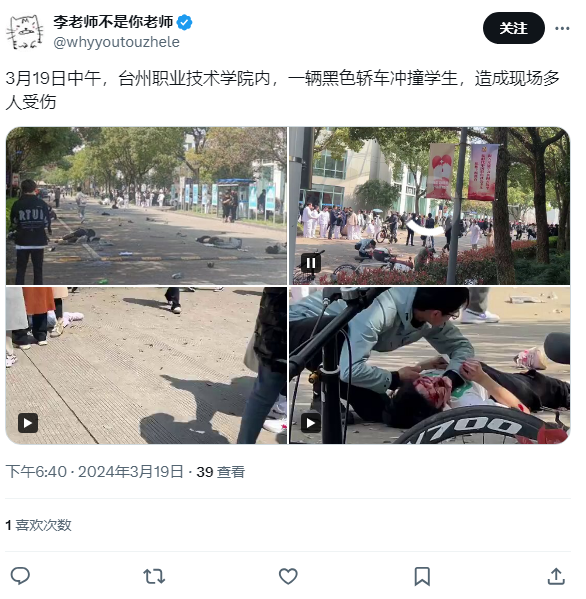 李老师不是你老师
@whyyoutouzhele
关注
3月19日中午，台州职业技术学院内，一辆黑色轿车冲撞学生，造成现场多
人受伤
RTUI
700
下午6:40 · 2024年3月19日 · 39 查看
1 喜欢次数